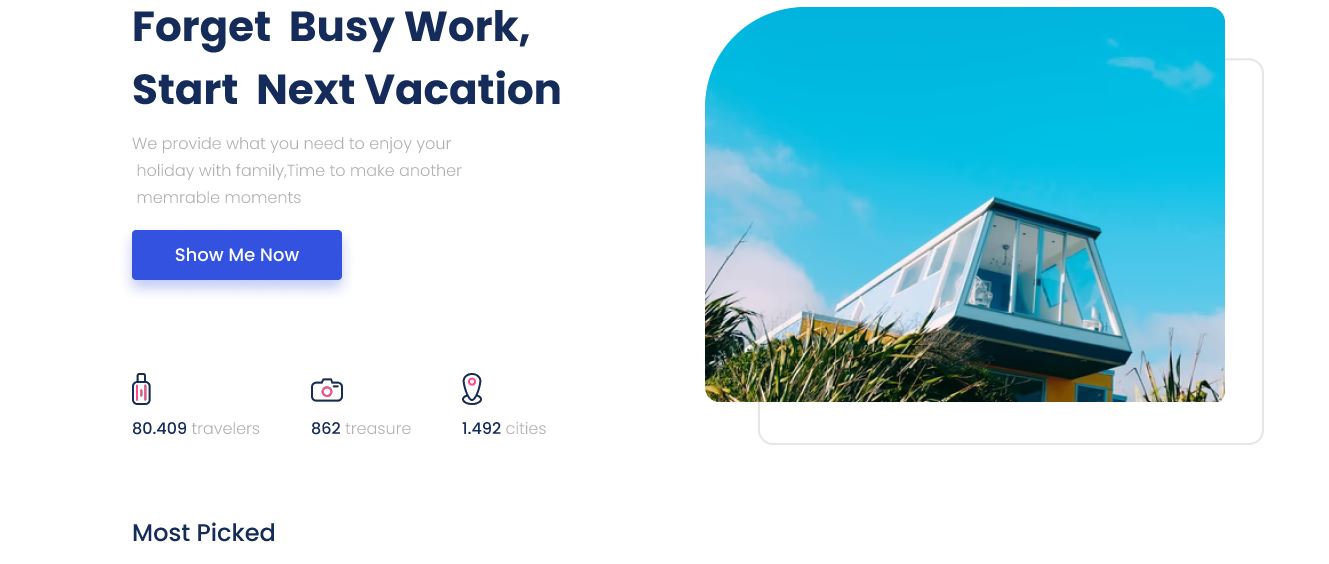 Forget  Busy Work,
Start  Next Vacation
We provide what you need to enjoy your
holiday with family,Time to make another
memrable moments
Show Me Now
80.409 travelers
862 treasure
1.492 cities
Most Picked